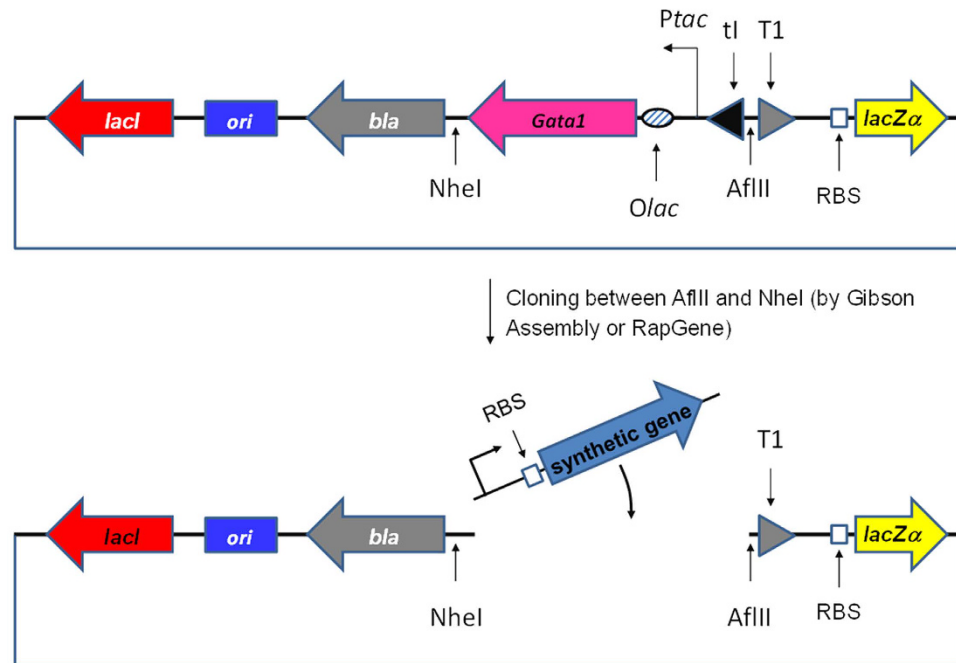 Ptac
tI
T1
lacI
ori
bla
Gata1
lacZα
NheI
Olac
AflII
RBS
Cloning between AflII and NheI (by Gibson
Assembly or RapGene)
RBS
synthetic gene
T1
lacI
ori
bla
lacZα
NheI
AflII
RBS